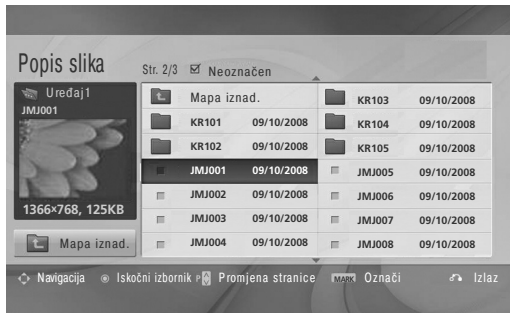 Popis slika
Str. 2/3 Neoznačen
Uređaj1
JMJ001
1366×768, 125KB
Mapa iznad.
Mapa iznad.
KR101 09/10/2008
KR102 09/10/2008
JMJ001 09/10/2008
JMJ002 09/10/2008
JMJ003 09/10/2008
JMJ004 09/10/2008
KR103 09/10/2008
KR104 09/10/2008
KR105 09/10/2008
JMJ005 09/10/2008
JMJ006 09/10/2008
JMJ007 09/10/2008
JMJ008 09/10/2008
Navigacija Iskočni izbornik P Promjena stranice MARK Označi Izlaz